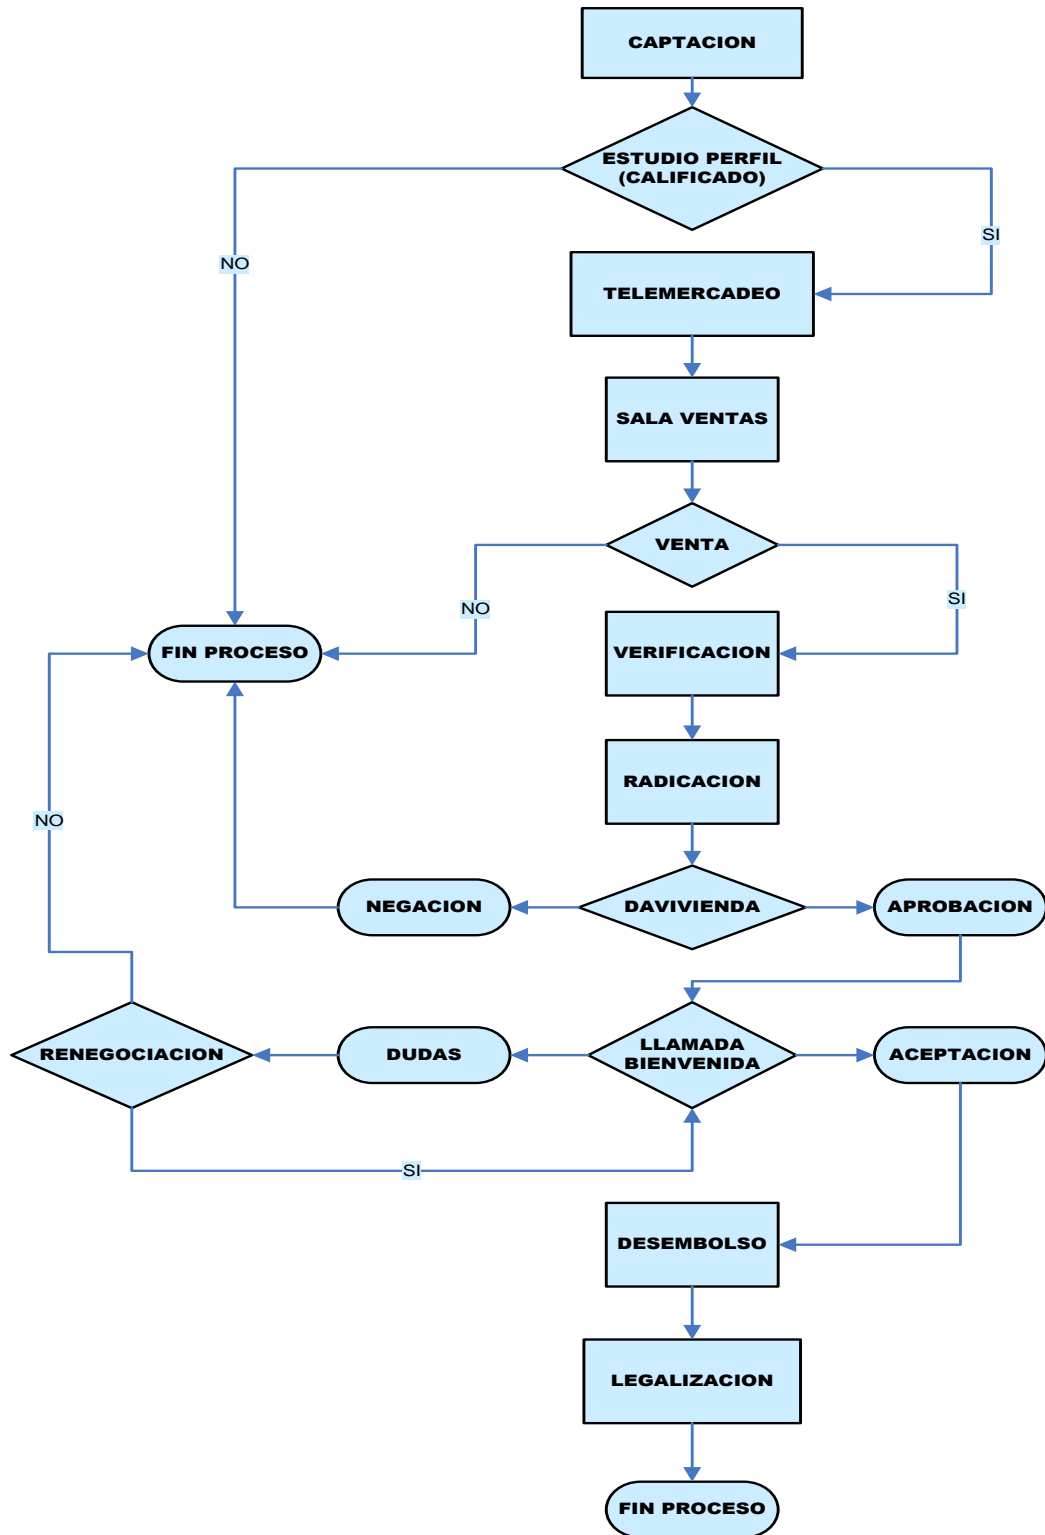 CAPTACION
ESTUDIO PERFIL
(CALIFICADO)
SI
NO
TELEMERCADEO
SALA VENTAS
VENTA
SI
NO
FIN PROCESO
VERIFICACION
RADICACION
NO
NEGACION
DAVIVIENDA
APROBACION
RENEGOCIACION
DUDAS
LLAMADA
BIENVENIDA
ACEPTACION
SI
DESEMBOLSO
LEGALIZACION
FIN PROCESO